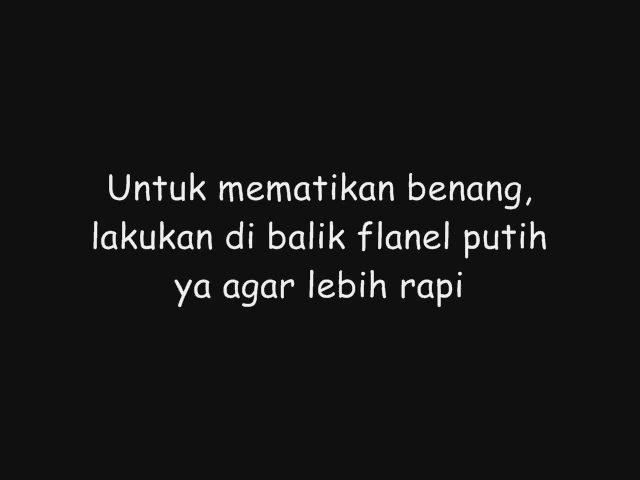 Untuk mematikan benang,
lakukan di balik flanel putih
ya agar lebih rapi